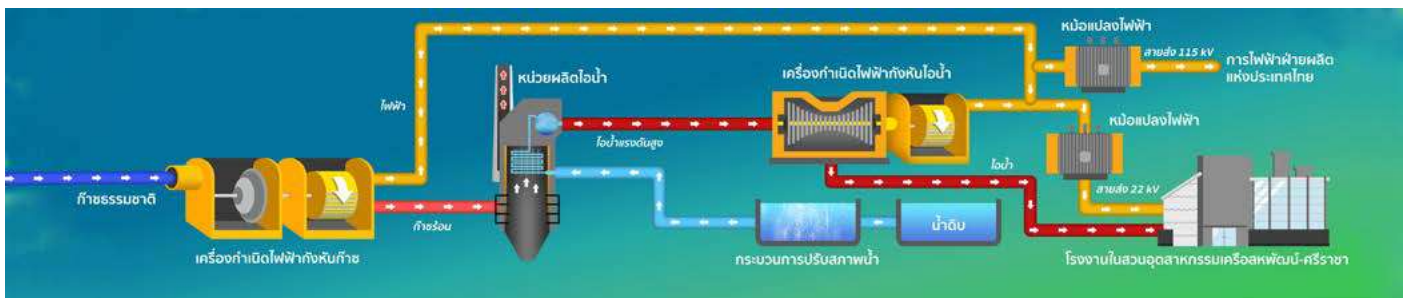 หม้อแปลงไฟฟ้า
สายส่ง 115 kV
การไฟฟ้าฝ่ายผลิต
แห่งประเทศไทย
หน่วยผลิตไอน้ำ
เครื่องกำเนิดไฟฟ้ากังหันไอน้ำ
ไฟฟ้า
หม้อแปลงไฟฟ้า
ไอน้ำแรงดันสูง
ไอน้ำ
สายส่ง 22 kV
ก๊าซธรรมชาติ
ก๊าซร้อน
น้ำดิบ
เครื่องกำเนิดไฟฟ้ากังหันก๊าซ
กระบวนการปรับสภาพน้ำ
โรงงานในสวนอุตสาหกรรมเครือสหพัฒน์-ศรีราชา